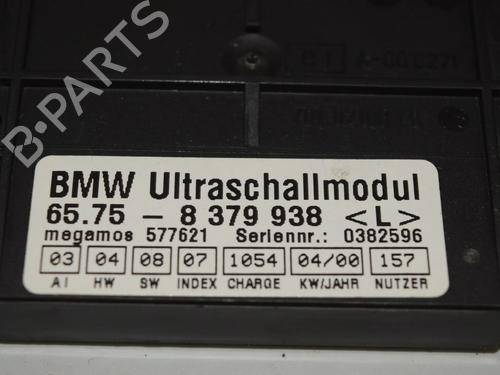 B-PARTS
BMW Ultraschallmodul
65.75 - 8 379 938 <L>
megamos 577621 Seriennr.: 0382596
03 04 08 07 1054 04/00 157
AI HW SW INDEX CHARGE KW/JAHR NUTZER